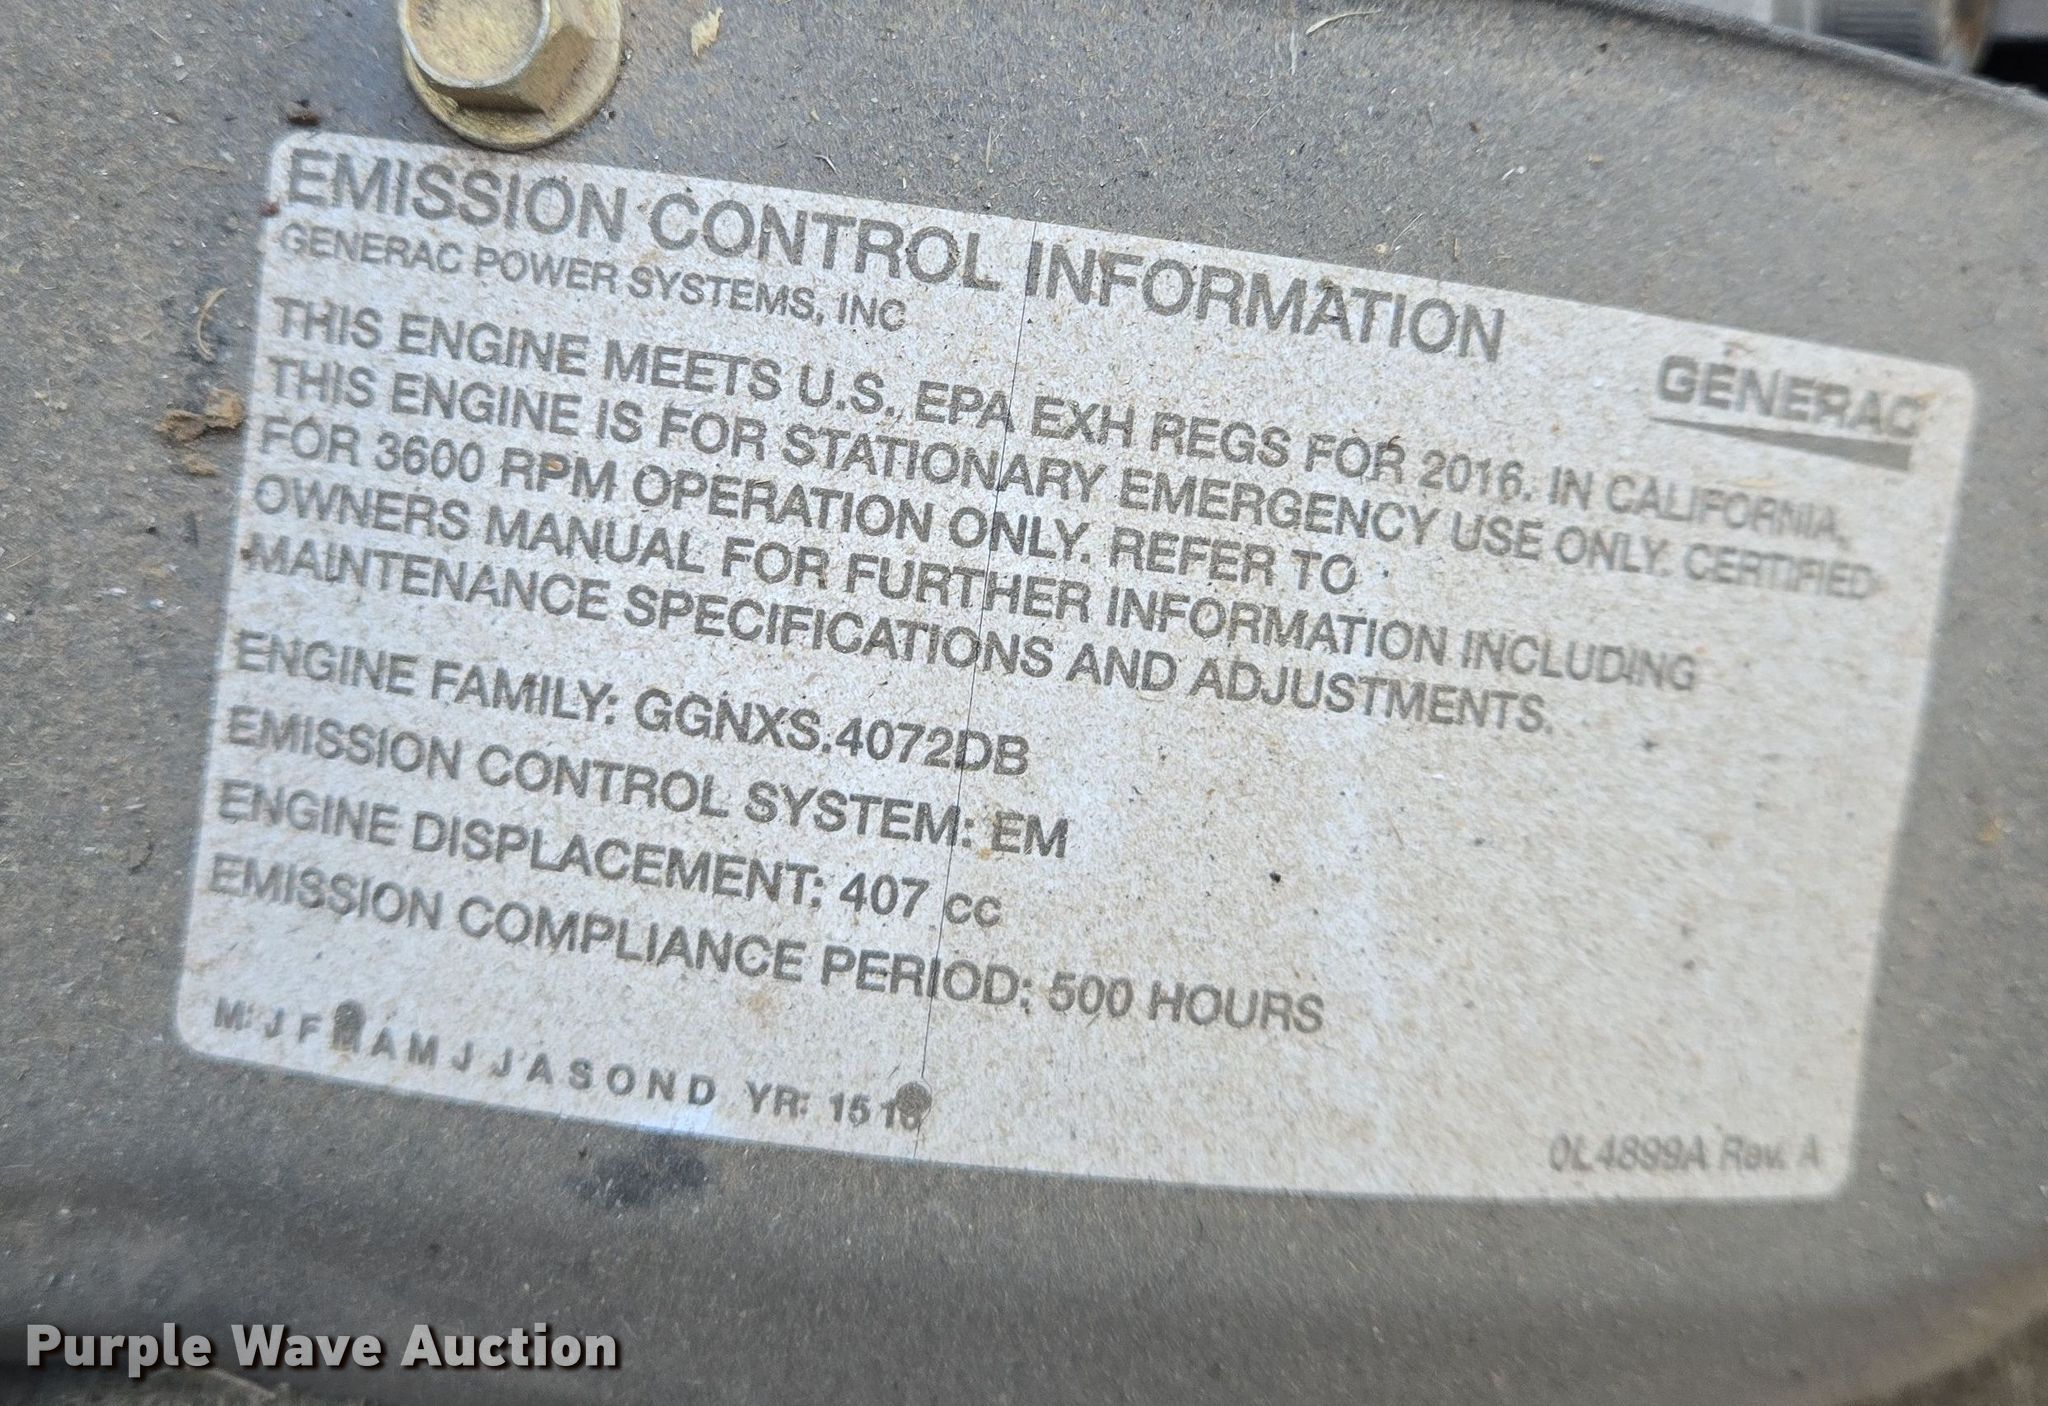 EMISSION CONTROL INFORMATION
GENERAC POWER SYSTEMS, INC
GENERAC
THIS ENGINE MEETS U.S. EPA EXH REGS FOR 2016. IN CALIFORNIA,
THIS ENGINE IS FOR STATIONARY EMERGENCY USE ONLY. CERTIFIED
FOR 3600 RPM OPERATION ONLY. REFER TO
OWNERS MANUAL FOR FURTHER INFORMATION INCLUDING
MAINTENANCE SPECIFICATIONS AND ADJUSTMENTS.
ENGINE FAMILY: GGNXS.4072DB
EMISSION CONTROL SYSTEM: EM
ENGINE DISPLACEMENT: 407 cc
EMISSION COMPLIANCE PERIOD: 500 HOURS
M: J F M A M J J A S O N D YR: 15 16
0L4899A Rev. A
Purple Wave Auction